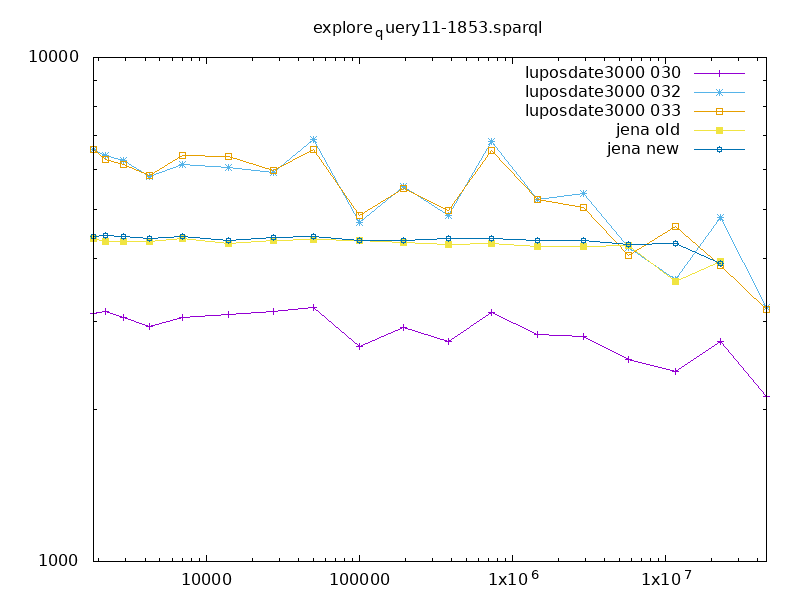 explore_query11-1853.sparql
10000
luposdate3000 030
luposdate3000 032
luposdate3000 033
jena old
jena new
1000
10000 100000 1x10^6 1x10^7